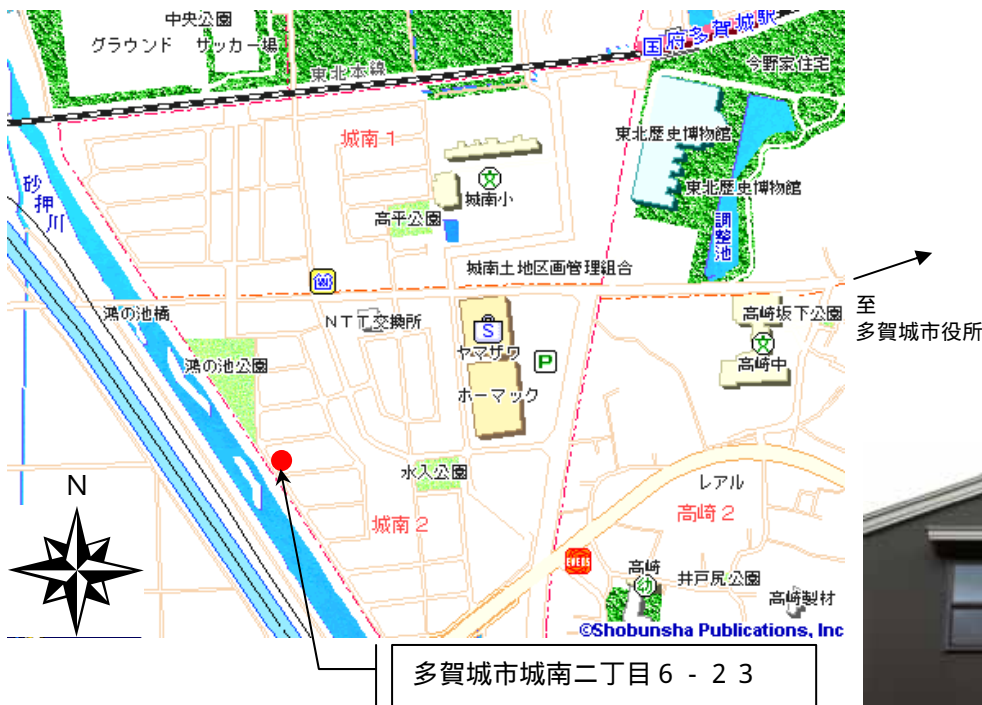 中央公園
グラウンド サッカー場
東北本線
国府多賀城駅
今野家住宅
城南1
東北歴史博物館
文
城南小
東北歴史博物館
砂押川
高平公園
調整池
城南土地区画管理組合
至
多賀城市役所
鴻の池橋
NTT交換所
高崎坂下公園
S
ヤマザワ
文
鴻の池公園
P
高崎中
ホーマック
水入公園
レアル
N
城南2
高崎2
高崎
幼
井戸尻公園
高崎製材
©Shobunsha Publications, Inc
多賀城市城南二丁目6-23